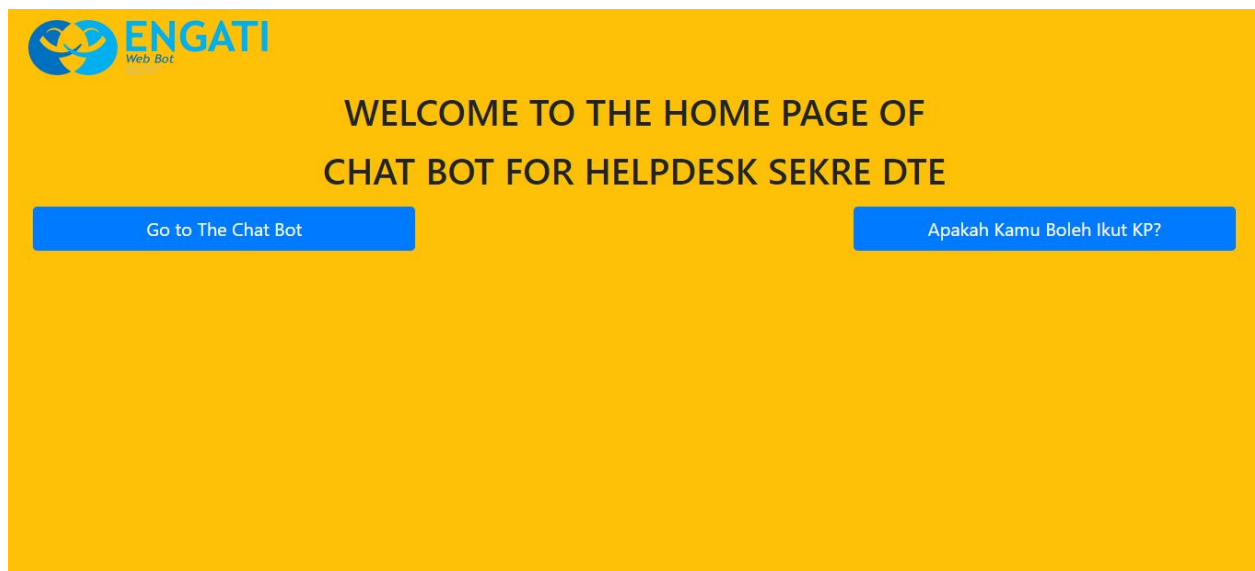 ENGATI
Web Bot
WELCOME TO THE HOME PAGE OF
CHAT BOT FOR HELPDESK SEKRE DTE
Go to The Chat Bot
Apakah Kamu Boleh Ikut KP?